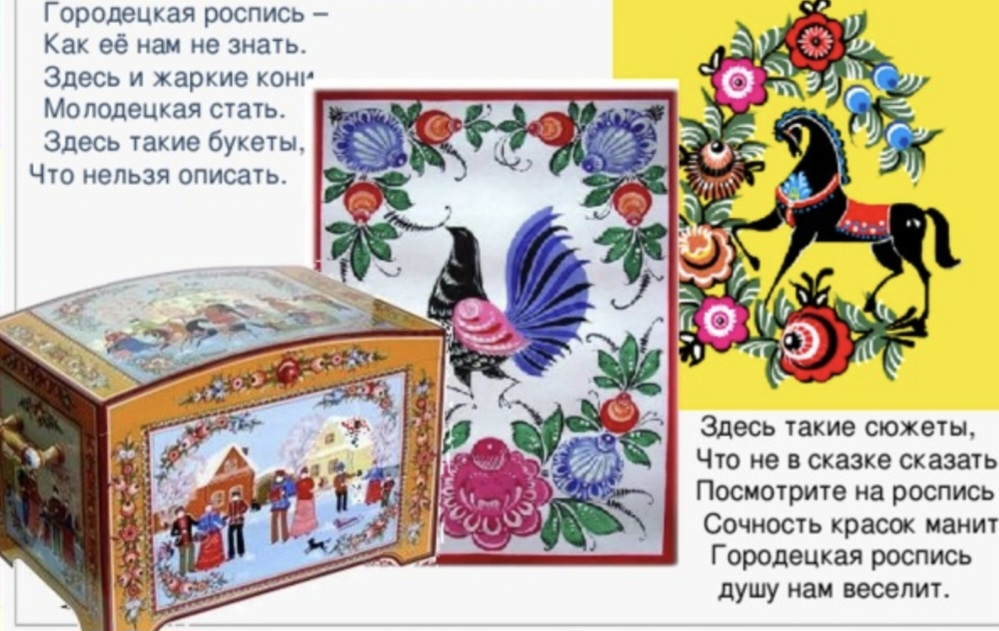 Городецкая роспись –
Как её нам не знать.
Здесь и жаркие кони
Молодецкая стать.
Здесь такие букеты,
Что нельзя описать.
Здесь такие сюжеты,
Что не в сказке сказать
Посмотрите на роспись
Сочность красок манит
Городецкая роспись
душу нам веселит.